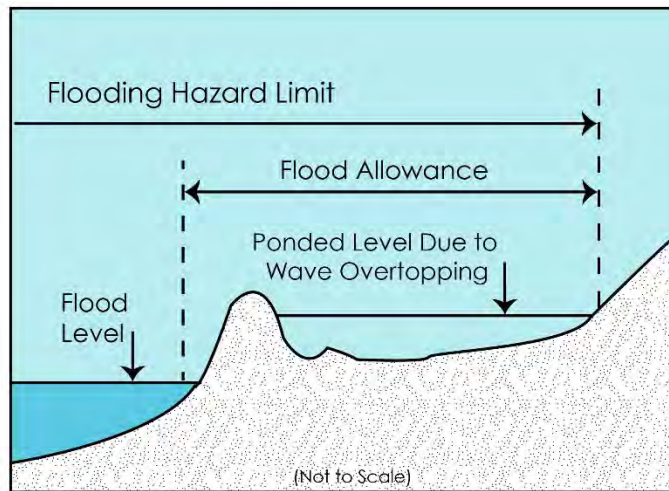 Flooding Hazard Limit
Flood Allowance
Ponded Level Due to
Wave Overtopping
Flood
Level
(Not to Scale)